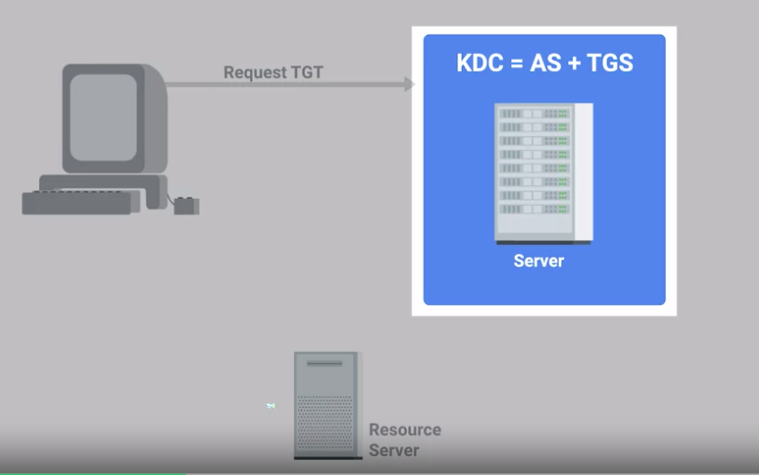 Request TGT
KDC = AS + TGS
Server
Resource
Server